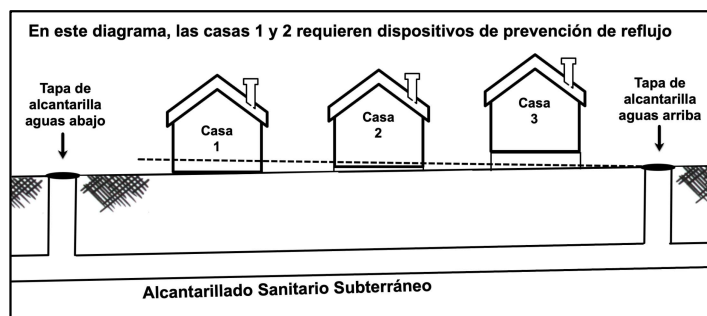 En este diagrama, las casas 1 y 2 requieren dispositivos de prevención de reflujo
Tapa de
alcantarilla
aguas abajo
Casa
1
Casa
2
Casa
3
Tapa de
alcantarilla
aguas arriba
Alcantarillado Sanitario Subterráneo